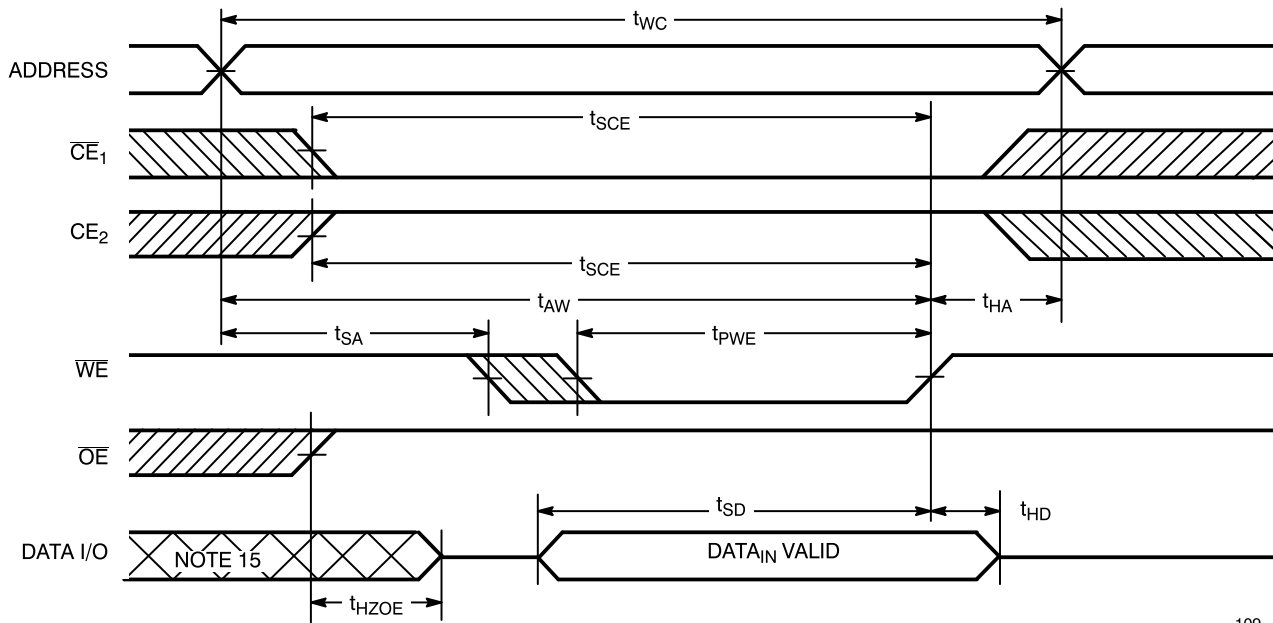 tWC
ADDRESS
tSCE
CE1
CE2
tSCE
tAW
tHA
tSA
tPWE
WE
OE
tSD
tHD
DATA I/O
NOTE 15
DATAIN VALID
tHZOE